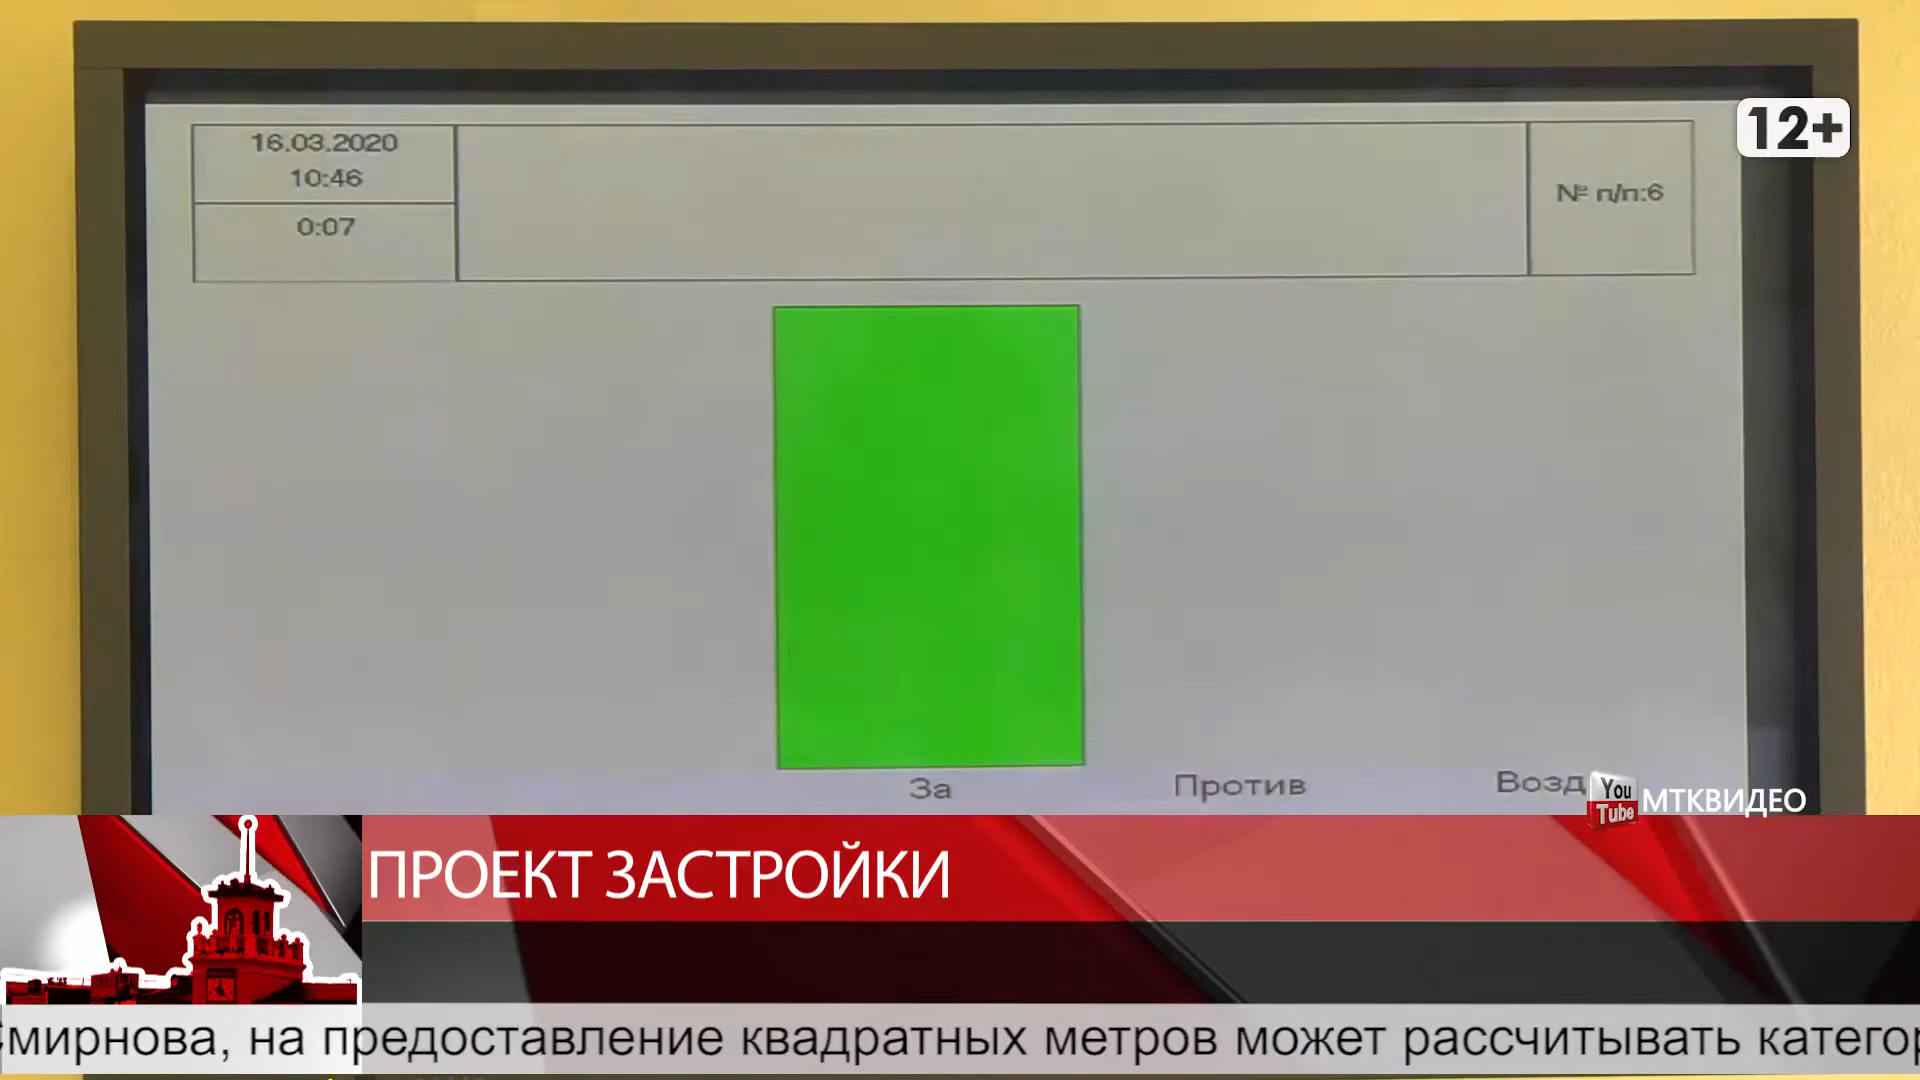 16.03.2020
10:46
0:07
№ п/п:6
12+
За
Против
Возд
You
Tube
МТКВИДЕО
ПРОЕКТ ЗАСТРОЙКИ
Смирнова, на предоставление квадратных метров может рассчитывать категор